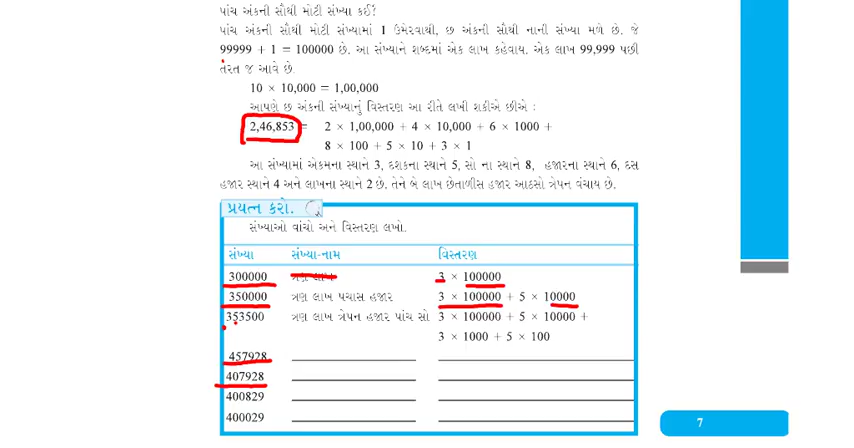 પાંચ અંકની સૌથી મોટી સંખ્યા કઈ?
પાંચ અંકની સૌથી મોટી સંખ્યામાં 1 ઉમેરવાથી, છ અંકની સૌથી નાની સંખ્યા મળે છે. જે
99999 + 1 = 100000 છે. આ સંખ્યાને શબ્દમાં એક લાખ કહેવાય. એક લાખ 99,999 પછી
તરત જ આવે છે.
10 × 10,000 = 1,00,000
આપણે છ અંકની સંખ્યાનું વિસ્તરણ આ રીતે લખી શકીએ છીએ :
2,46,853 = 2 × 1,00,000 + 4 × 10,000 + 6 × 1000 +
8 × 100 + 5 × 10 + 3 × 1
આ સંખ્યામાં એકમના સ્થાને 3, દશકના સ્થાને 5, સો ના સ્થાને 8, હજારના સ્થાને 6, દસ
હજાર સ્થાને 4 અને લાખના સ્થાને 2 છે. તેને બે લાખ છેતાળીસ હજાર આઠસો ત્રેપન વંચાય છે.
પ્રયત્ન કરો.
સંખ્યાઓ વાંચો અને વિસ્તરણ લખો.
સંખ્યા સંખ્યા-નામ વિસ્તરણ
300000 ત્રણ લાખ 3 × 100000
350000 ત્રણ લાખ પચાસ હજાર 3 × 100000 + 5 × 10000
353500 ત્રણ લાખ ત્રેપન હજાર પાંચ સો 3 × 100000 + 5 × 10000 +
3 × 1000 + 5 × 100
457928
407928
400829
400029
7